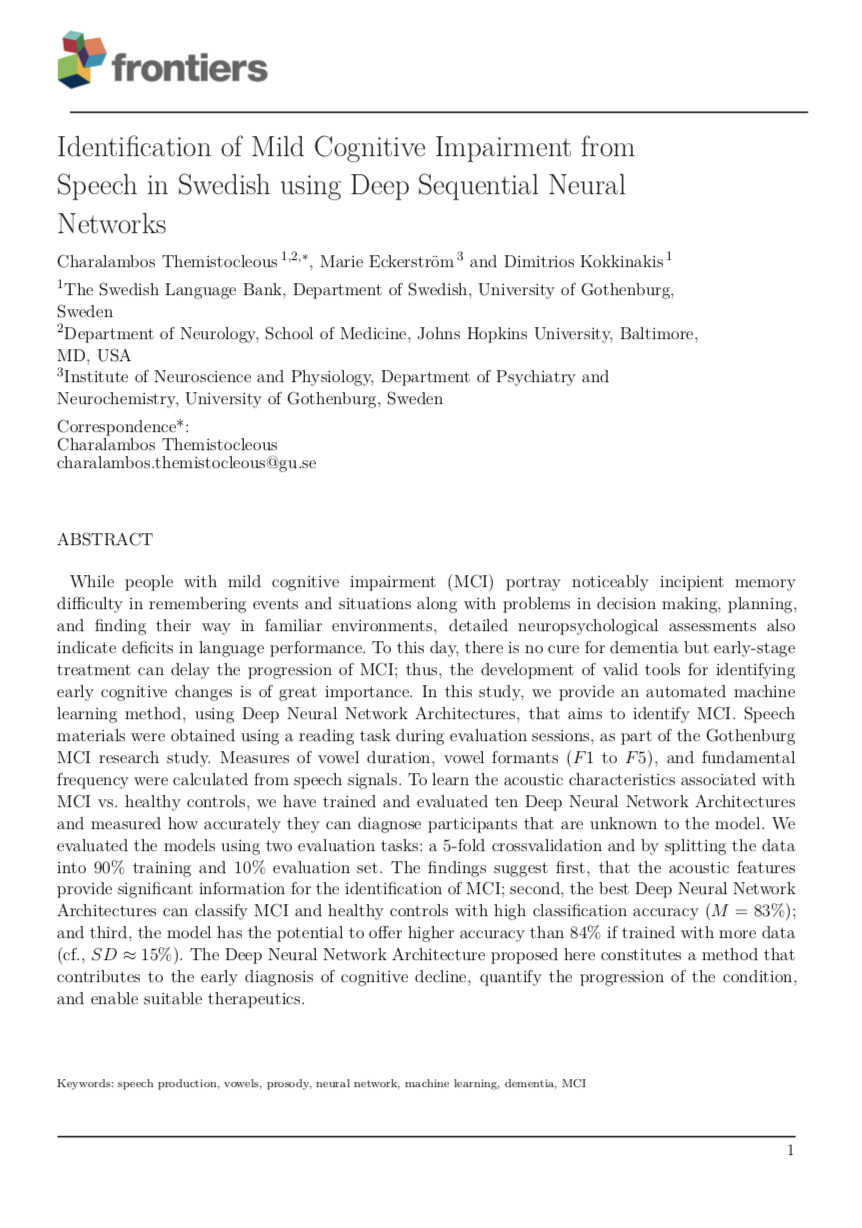 frontiers
Identification of Mild Cognitive Impairment from
Speech in Swedish using Deep Sequential Neural
Networks
Charalambos Themistocleous 1,2,*, Marie Eckerström 3 and Dimitrios Kokkinakis 1
1The Swedish Language Bank, Department of Swedish, University of Gothenburg,
Sweden
2Department of Neurology, School of Medicine, Johns Hopkins University, Baltimore,
MD, USA
3Institute of Neuroscience and Physiology, Department of Psychiatry and
Neurochemistry, University of Gothenburg, Sweden
Correspondence*:
Charalambos Themistocleous
charalambos.themistocleous@gu.se
ABSTRACT
While people with mild cognitive impairment (MCI) portray noticeably incipient memory
difficulty in remembering events and situations along with problems in decision making, planning,
and finding their way in familiar environments, detailed neuropsychological assessments also
indicate deficits in language performance. To this day, there is no cure for dementia but early-stage
treatment can delay the progression of MCI; thus, the development of valid tools for identifying
early cognitive changes is of great importance. In this study, we provide an automated machine
learning method, using Deep Neural Network Architectures, that aims to identify MCI. Speech
materials were obtained using a reading task during evaluation sessions, as part of the Gothenburg
MCI research study. Measures of vowel duration, vowel formants (F1 to F5), and fundamental
frequency were calculated from speech signals. To learn the acoustic characteristics associated with
MCI vs. healthy controls, we have trained and evaluated ten Deep Neural Network Architectures
and measured how accurately they can diagnose participants that are unknown to the model. We
evaluated the models using two evaluation tasks: a 5-fold crossvalidation and by splitting the data
into 90% training and 10% evaluation set. The findings suggest first, that the acoustic features
provide significant information for the identification of MCI; second, the best Deep Neural Network
Architectures can classify MCI and healthy controls with high classification accuracy (M = 83%);
and third, the model has the potential to offer higher accuracy than 84% if trained with more data
(cf., SD ≈ 15%). The Deep Neural Network Architecture proposed here constitutes a method that
contributes to the early diagnosis of cognitive decline, quantify the progression of the condition,
and enable suitable therapeutics.
Keywords: speech production, vowels, prosody, neural network, machine learning, dementia, MCI
1